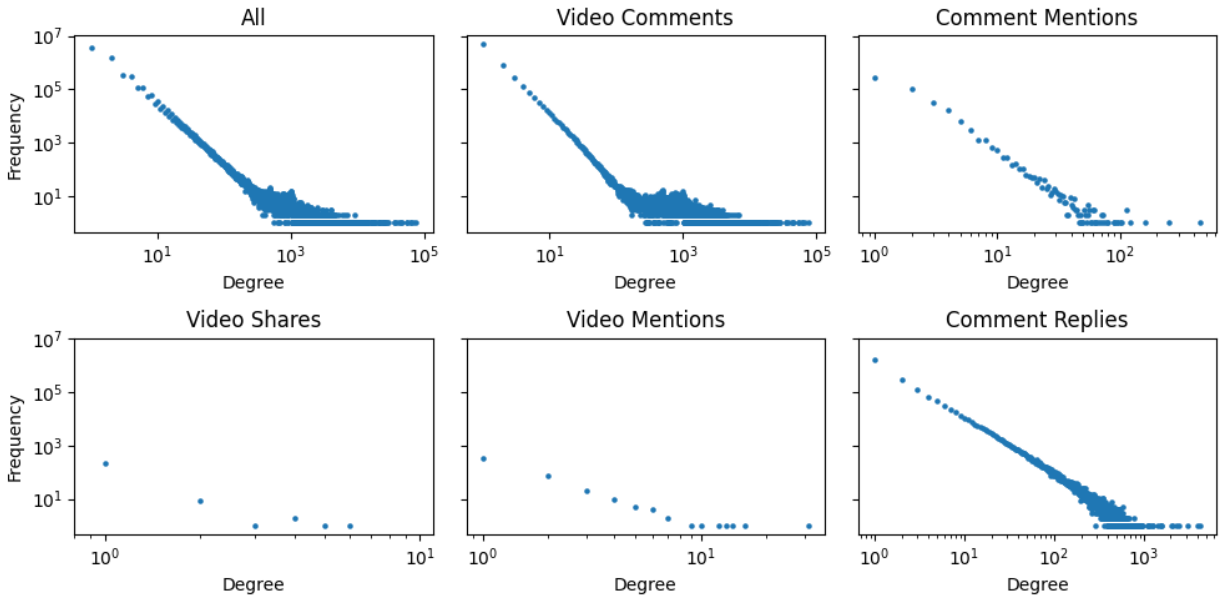 All
Video Comments
Comment Mentions
Frequency
10^7
10^5
10^3
10^1
10^1
10^3
10^5
10^1
10^3
10^5
10^0
10^1
10^2
Degree
Degree
Degree
Video Shares
Video Mentions
Comment Replies
Frequency
10^7
10^5
10^3
10^1
10^0
10^1
10^0
10^1
10^0
10^1
10^2
10^3
Degree
Degree
Degree